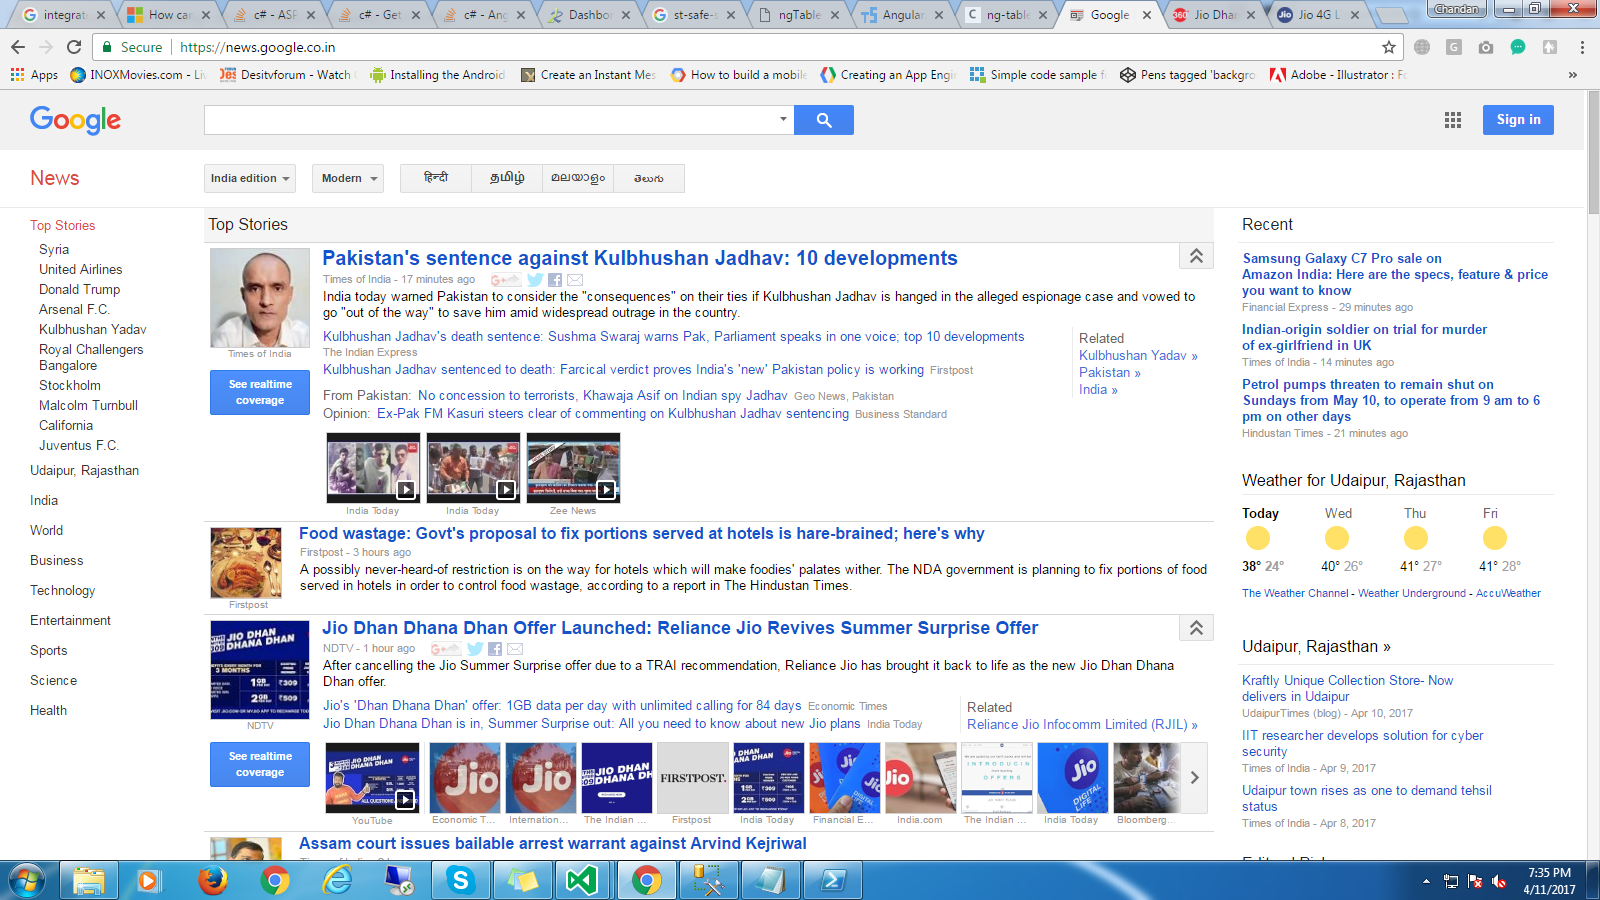 integrat
How can
c# - ASP
c# - Get
c# - Ang
Dashbo
st-safe-s
ngTable
Angular
ng-table
Google
Jio Dhan
Jio 4G L
Chandan
Secure
https://news.google.co.in
Apps
INOXMovies.com - Li
Desitvforum - Watch
Installing the Android
Create an Instant Mes
How to build a mobile
Creating an App Engi
Simple code sample f
Pens tagged 'backgro
Adobe - Illustrator : F
»
Google
Sign in
News
India edition
Modern
हिन्दी
தமிழ்
മലയാളം
తెలుగు
Top Stories
Syria
United Airlines
Donald Trump
Arsenal F.C.
Kulbhushan Yadav
Royal Challengers
Bangalore
Stockholm
Malcolm Turnbull
California
Juventus F.C.
Udaipur, Rajasthan
India
World
Business
Technology
Entertainment
Sports
Science
Health
Top Stories
Times of India
See realtime
coverage
Pakistan's sentence against Kulbhushan Jadhav: 10 developments
Times of India - 17 minutes ago
India today warned Pakistan to consider the "consequences" on their ties if Kulbhushan Jadhav is hanged in the alleged espionage case and vowed to
go "out of the way" to save him amid widespread outrage in the country.
Kulbhushan Jadhav's death sentence: Sushma Swaraj warns Pak, Parliament speaks in one voice; top 10 developments
The Indian Express
Kulbhushan Jadhav sentenced to death: Farcical verdict proves India's 'new' Pakistan policy is working Firstpost
From Pakistan: No concession to terrorists, Khawaja Asif on Indian spy Jadhav Geo News, Pakistan
Opinion: Ex-Pak FM Kasuri steers clear of commenting on Kulbhushan Jadhav sentencing Business Standard
Related
Kulbhushan Yadav »
Pakistan »
India »
India Today
India Today
Zee News
Food wastage: Govt's proposal to fix portions served at hotels is hare-brained; here's why
Firstpost - 3 hours ago
A possibly never-heard-of restriction is on the way for hotels which will make foodies' palates wither. The NDA government is planning to fix portions of food
served in hotels in order to control food wastage, according to a report in The Hindustan Times.
Firstpost
JIO DHAN
DHANA DHAN
3 MONTHS
1GB ₹309
2GB ₹509
NDTV
See realtime
coverage
Jio Dhan Dhana Dhan Offer Launched: Reliance Jio Revives Summer Surprise Offer
NDTV - 1 hour ago
After cancelling the Jio Summer Surprise offer due to a TRAI recommendation, Reliance Jio has brought it back to life as the new Jio Dhan Dhana
Dhan offer.
Jio's 'Dhan Dhana Dhan' offer: 1GB data per day with unlimited calling for 84 days Economic Times
Jio Dhan Dhana Dhan is in, Summer Surprise out: All you need to know about new Jio plans India Today
Related
Reliance Jio Infocomm Limited (RJIL) »
Jio
Jio
JIO DHAN
DHANA DHAN
FIRSTPOST.
JIO DHAN
DHANA DHAN
Jio
DIGITAL
LIFE
YouTube
Economic T...
Internation...
The Indian ...
Firstpost
India Today
Financial E...
India.com
The Indian ...
India Today
Bloomberg...
Assam court issues bailable arrest warrant against Arvind Kejriwal
Recent
Samsung Galaxy C7 Pro sale on
Amazon India: Here are the specs, feature & price
you want to know
Financial Express - 29 minutes ago
Indian-origin soldier on trial for murder
of ex-girlfriend in UK
Times of India - 14 minutes ago
Petrol pumps threaten to remain shut on
Sundays from May 10, to operate from 9 am to 6
pm on other days
Hindustan Times - 21 minutes ago
Weather for Udaipur, Rajasthan
Today Wed Thu Fri
38° 24° 40° 26° 41° 27° 41° 28°
The Weather Channel - Weather Underground - AccuWeather
Udaipur, Rajasthan »
Kraftly Unique Collection Store- Now
delivers in Udaipur
UdaipurTimes (blog) - Apr 10, 2017
IIT researcher develops solution for cyber
security
Times of India - Apr 9, 2017
Udaipur town rises as one to demand tehsil
status
Times of India - Apr 8, 2017
7:35 PM
4/11/2017